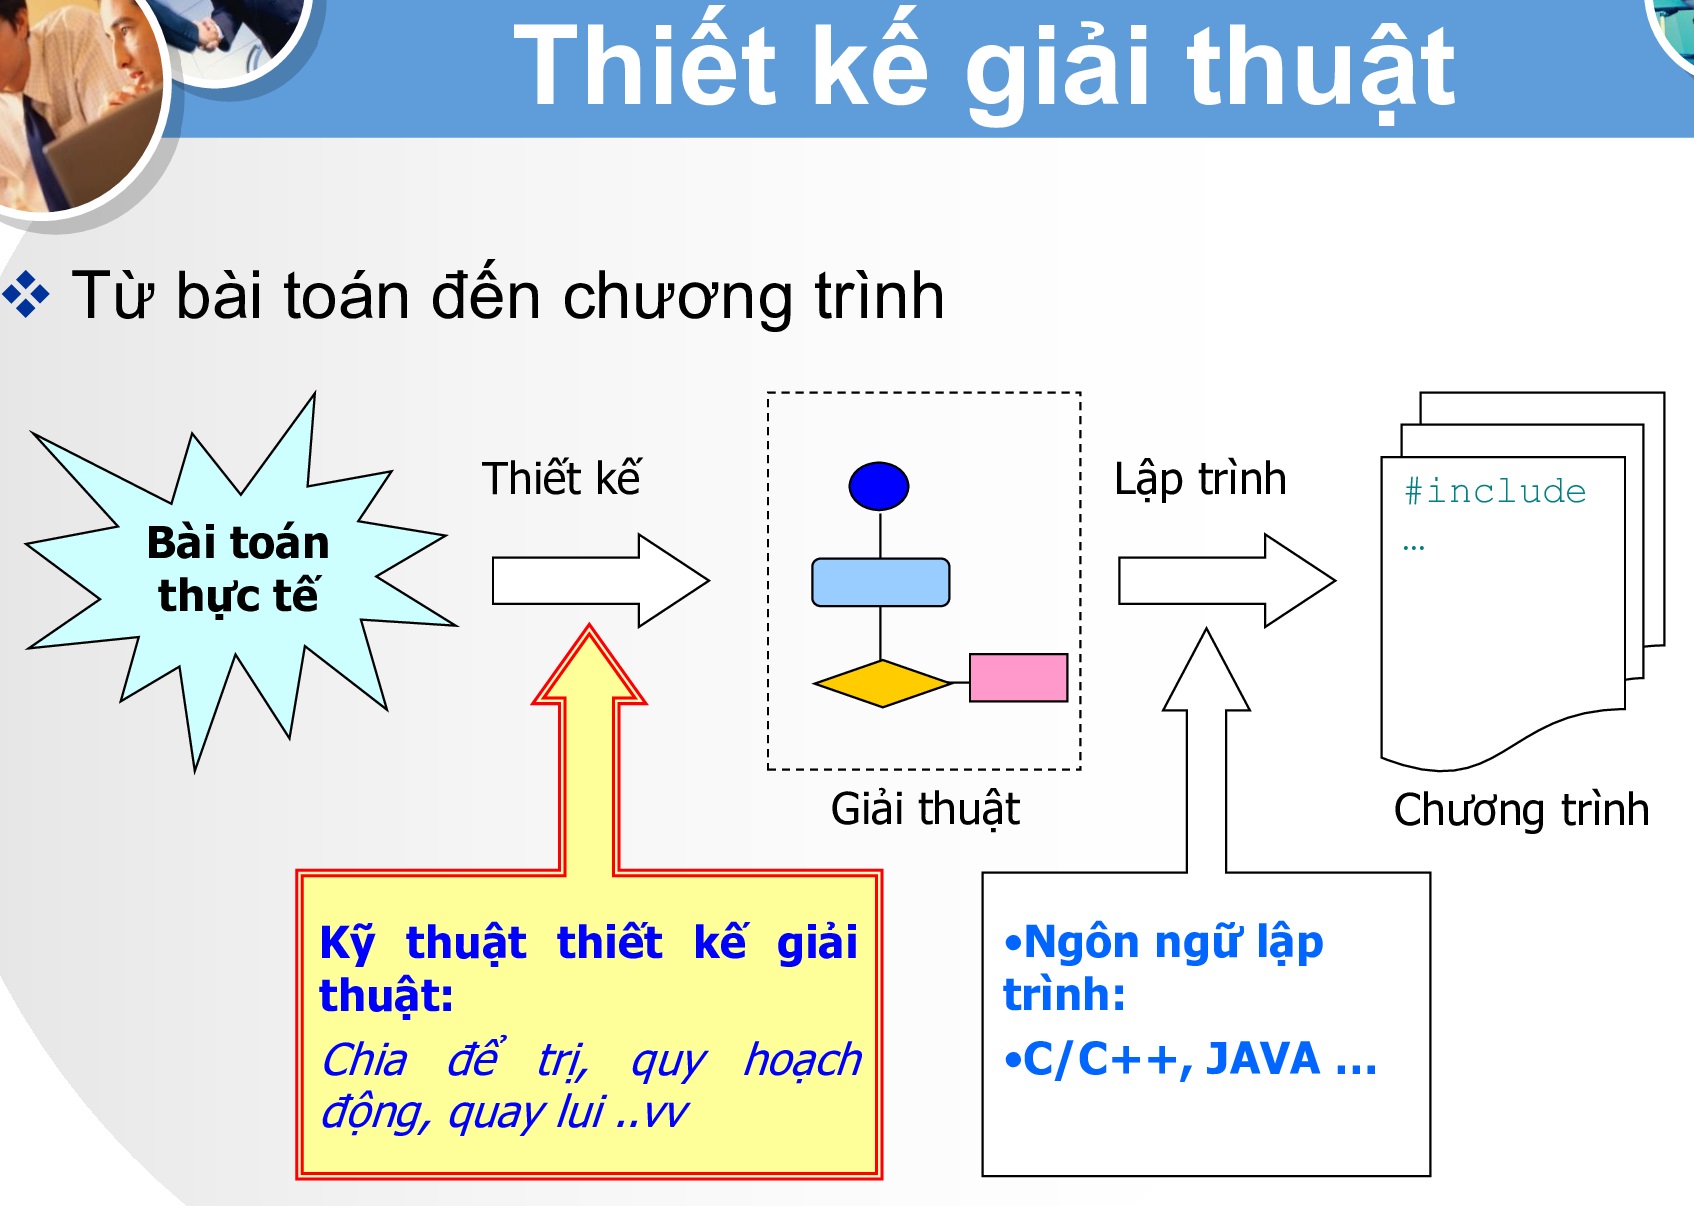 Thiết kế giải thuật
Từ bài toán đến chương trình
Bài toán
thực tế
Thiết kế
Lập trình
#include
…
Giải thuật
Chương trình
Kỹ thuật thiết kế giải
thuật:
Chia để trị, quy hoạch
động, quay lui ..vv
•Ngôn ngữ lập
trình:
•C/C++, JAVA …